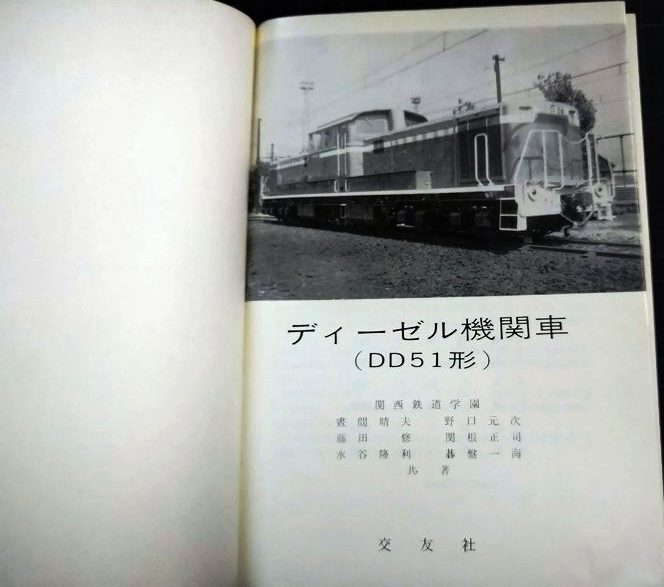 ディーゼル機関車
（DD51形）
関西鉄道学園
晝間晴夫 野口元次
藤田修 関根正司
水谷隆利 碁盤一海
共著
交友社